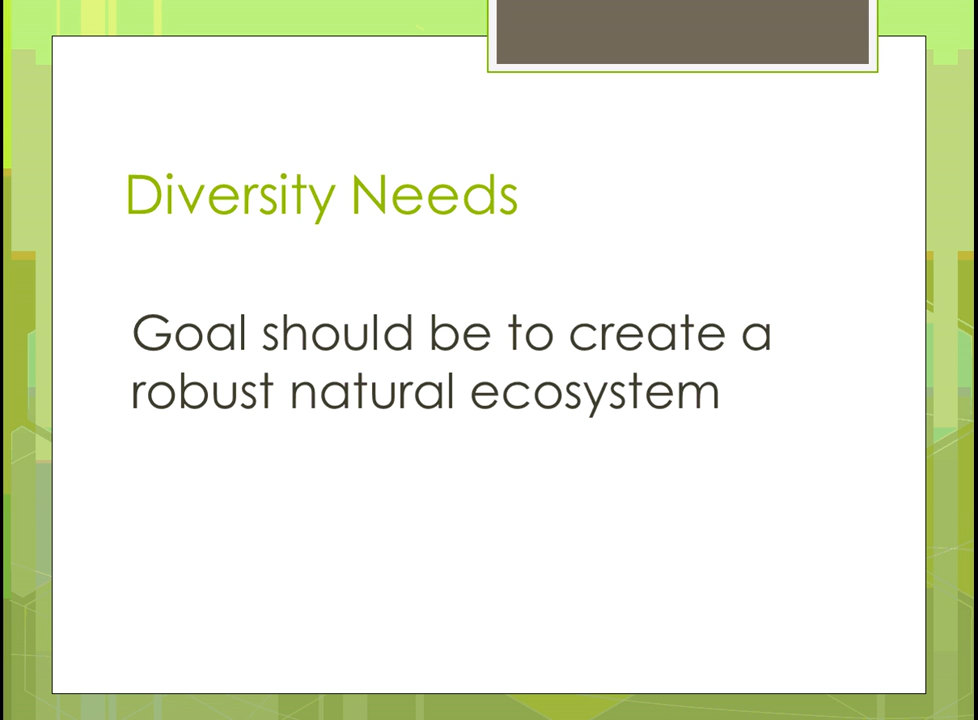 Diversity Needs
Goal should be to create a
robust natural ecosystem